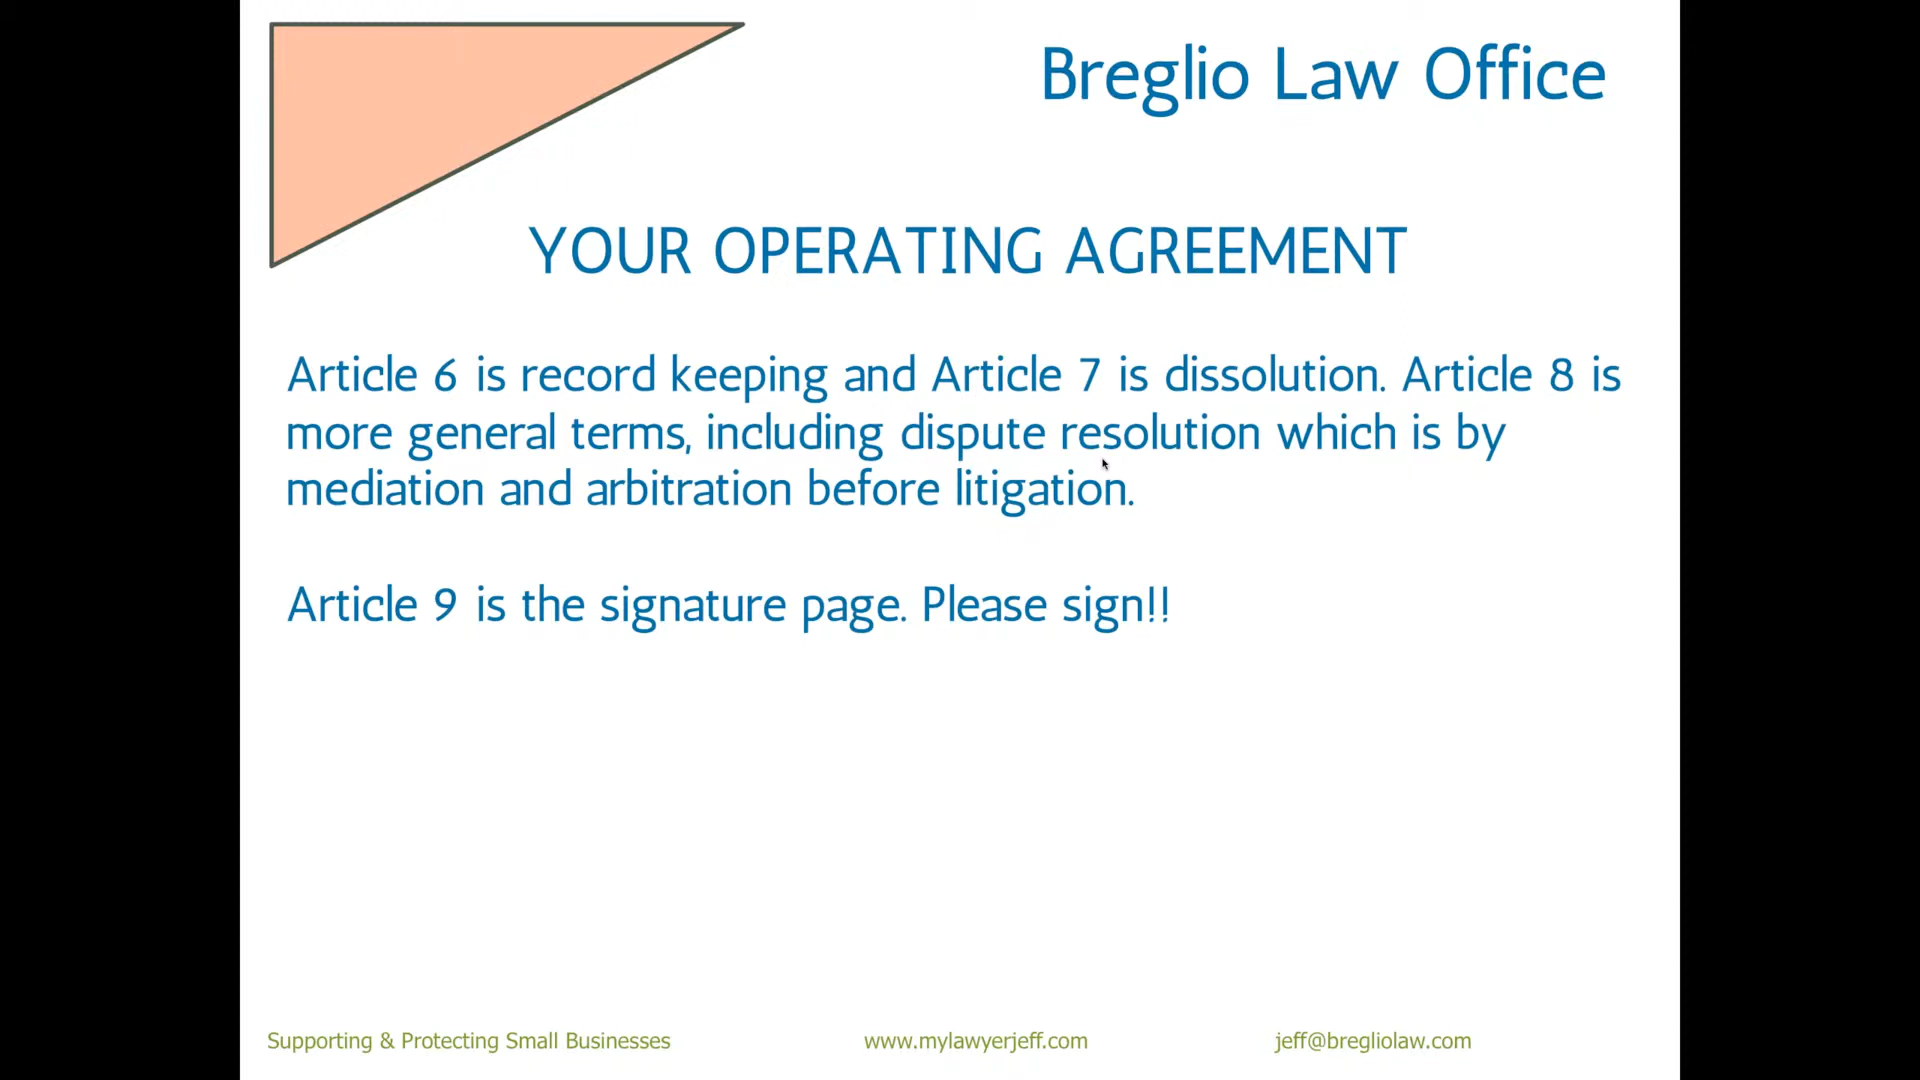 Breglio Law Office
YOUR OPERATING AGREEMENT
Article 6 is record keeping and Article 7 is dissolution. Article 8 is
more general terms, including dispute resolution which is by
mediation and arbitration before litigation.
Article 9 is the signature page. Please sign!!
Supporting & Protecting Small Businesses
www.mylawyerjeff.com
jeff@bregliolaw.com